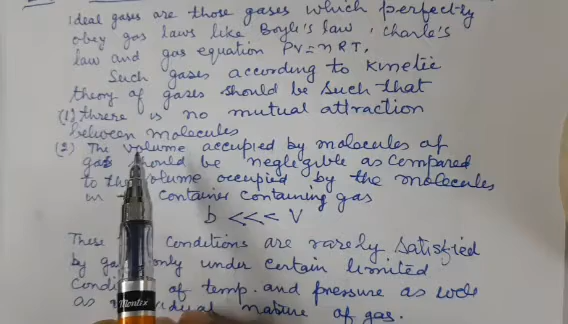 Ideal gases are those gases which perfectly
obey gas laws like Boyle's law, Charle's
law and gas equation PV=nRT.
Such gases according to Kinetic
theory of gases should be such that
(1) threre is no mutual attraction
between molecules
(2) The volume occupied by molecules of
gas should be negligible as compared
to the volume occupied by the molecules
in container containing gas
b <<< V
These conditions are rarely satisfied
by only under certain limited
of temp. and pressure as well
as nature of gas.
Montex